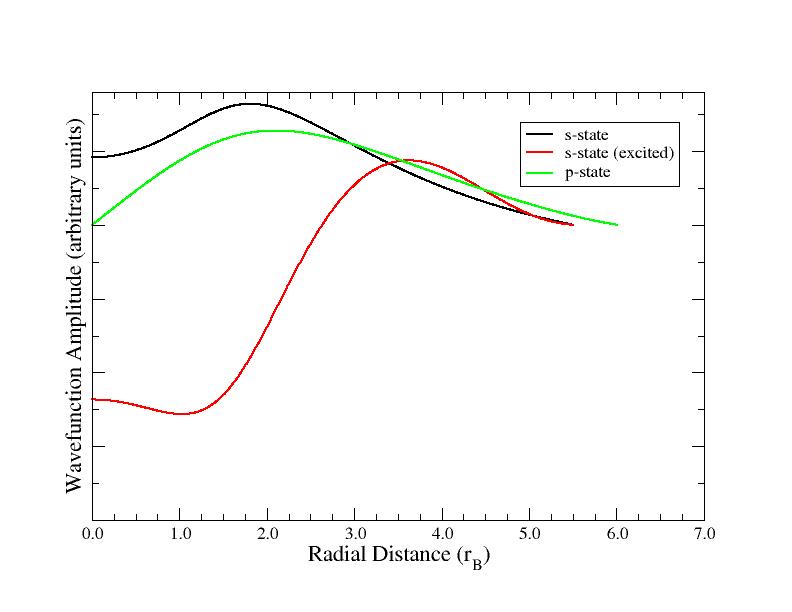 s-state
s-state (excited)
p-state
Wavefunction Amplitude (arbitrary units)
0.0 1.0 2.0 3.0 4.0 5.0 6.0 7.0
Radial Distance (r_B)